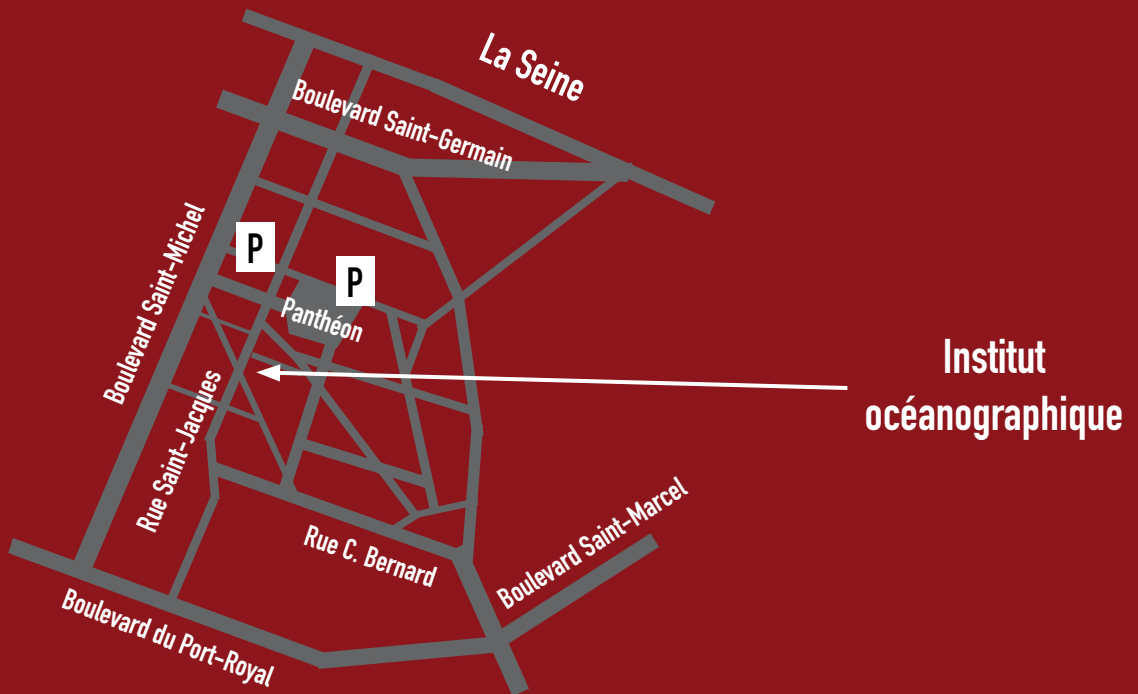 La Seine
Boulevard Saint-Germain
Boulevard Saint-Michel
P
P
Panthéon
Institut
océanographique
Rue Saint-Jacques
Rue C. Bernard
Boulevard Saint-Marcel
Boulevard du Port-Royal